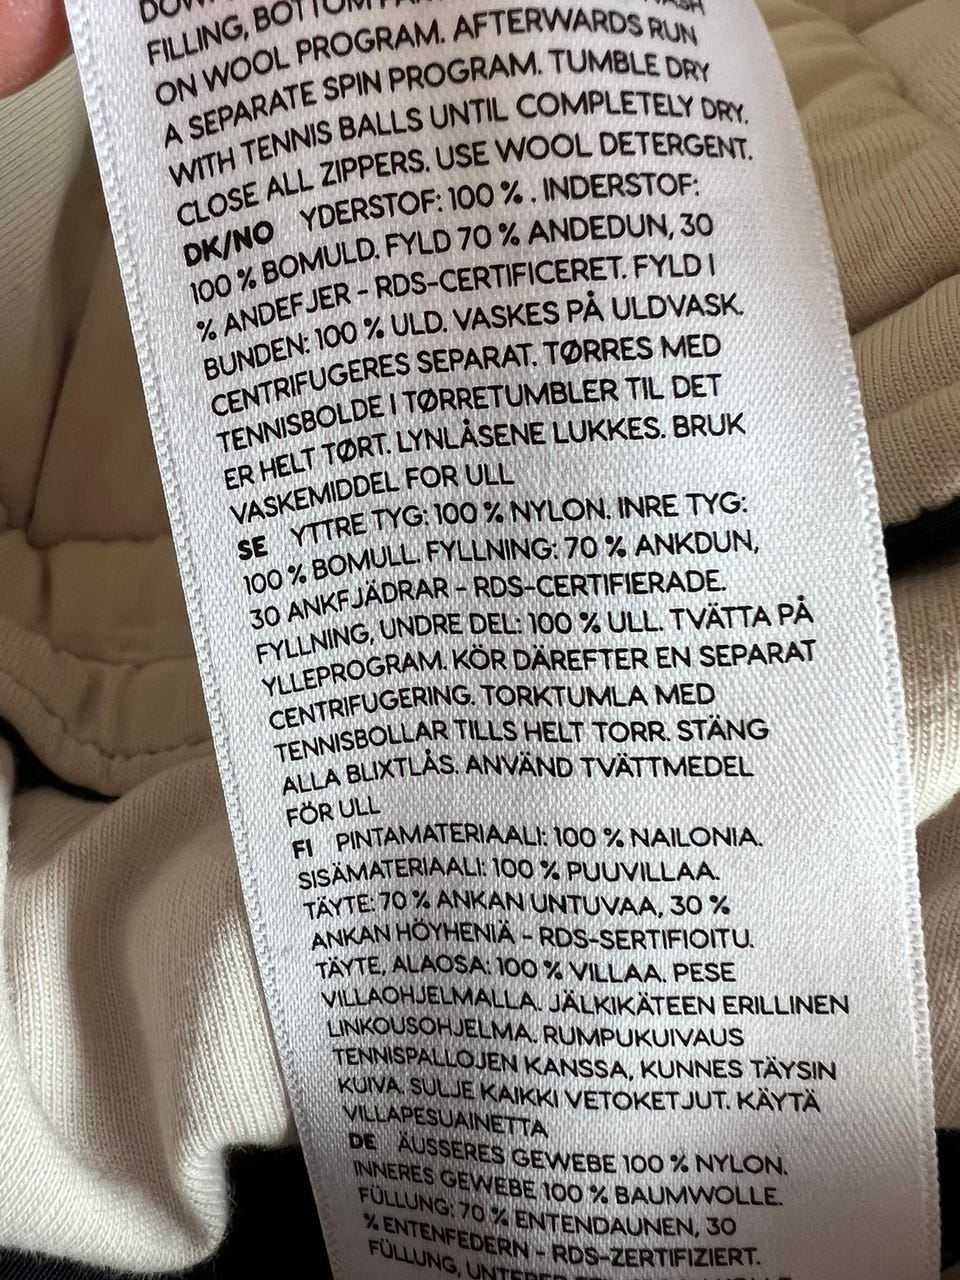 FILLING, BOTTOM
ON WOOL PROGRAM. AFTERWARDS RUN
A SEPARATE SPIN PROGRAM. TUMBLE DRY
WITH TENNIS BALLS UNTIL COMPLETELY DRY.
CLOSE ALL ZIPPERS. USE WOOL DETERGENT.
DK/NO YDERSTOF: 100 % . INDERSTOF:
100 % BOMULD. FYLD 70 % ANDEDUN, 30
% ANDEFJER - RDS-CERTIFICERET. FYLD I
BUNDEN: 100 % ULD. VASKES PÅ ULDVASK.
CENTRIFUGERES SEPARAT. TØRRES MED
TENNISBOLDE I TØRRETUMBLER TIL DET
ER HELT TØRT. LYNLÅSENE LUKKES. BRUK
VASKEMIDDEL FOR ULL
SE YTTRE TYG: 100 % NYLON. INRE TYG:
100 % BOMULL. FYLLNING: 70 % ANKDUN,
30 ANKFJÄDRAR - RDS-CERTIFIERADE.
FYLLNING, UNDRE DEL: 100 % ULL. TVÄTTA PÅ
YLLEPROGRAM. KÖR DÄREFTER EN SEPARAT
CENTRIFUGERING. TORKTUMLA MED
TENNISBOLLAR TILLS HELT TORR. STÄNG
ALLA BLIXTLÅS. ANVÄND TVÄTTMEDEL
FÖR ULL
FI PINTAMATERIAALI: 100 % NAILONIA.
SISÄMATERIAALI: 100 % PUUVILLAA.
TÄYTE: 70 % ANKAN UNTUVAA, 30 %
ANKAN HÖYHENIÄ - RDS-SERTIFIOITU.
TÄYTE, ALAOSA: 100 % VILLAA. PESE
VILLAOHJELMALLA. JÄLKIKÄTEEN ERILLINEN
LINKOUSOHJELMA. RUMPUKUIVAUS
TENNISPALLOJEN KANSSA, KUNNES TÄYSIN
KUIVA. SULJE KAIKKI VETOKETJUT. KÄYTÄ
VILLAPESUAINETTA
DE ÄUSSERES GEWEBE 100 % NYLON.
INNERES GEWEBE 100 % BAUMWOLLE.
FÜLLUNG: 70 % ENTENDAUNEN, 30
% ENTENFEDERN - RDS-ZERTIFIZIERT.
FÜLLUNG,